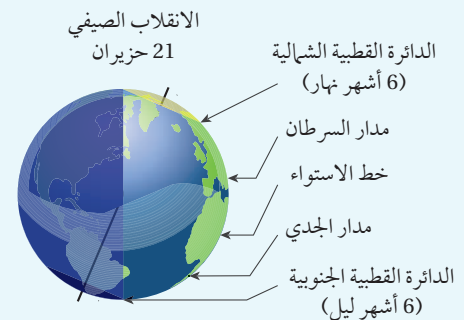 الانقلاب الصيفي
21 حزيران
الدائرة القطبية الشمالية
(6 أشهر نهار)
مدار السرطان
خط الاستواء
مدار الجدي
الدائرة القطبية الجنوبية
(6 أشهر ليل)